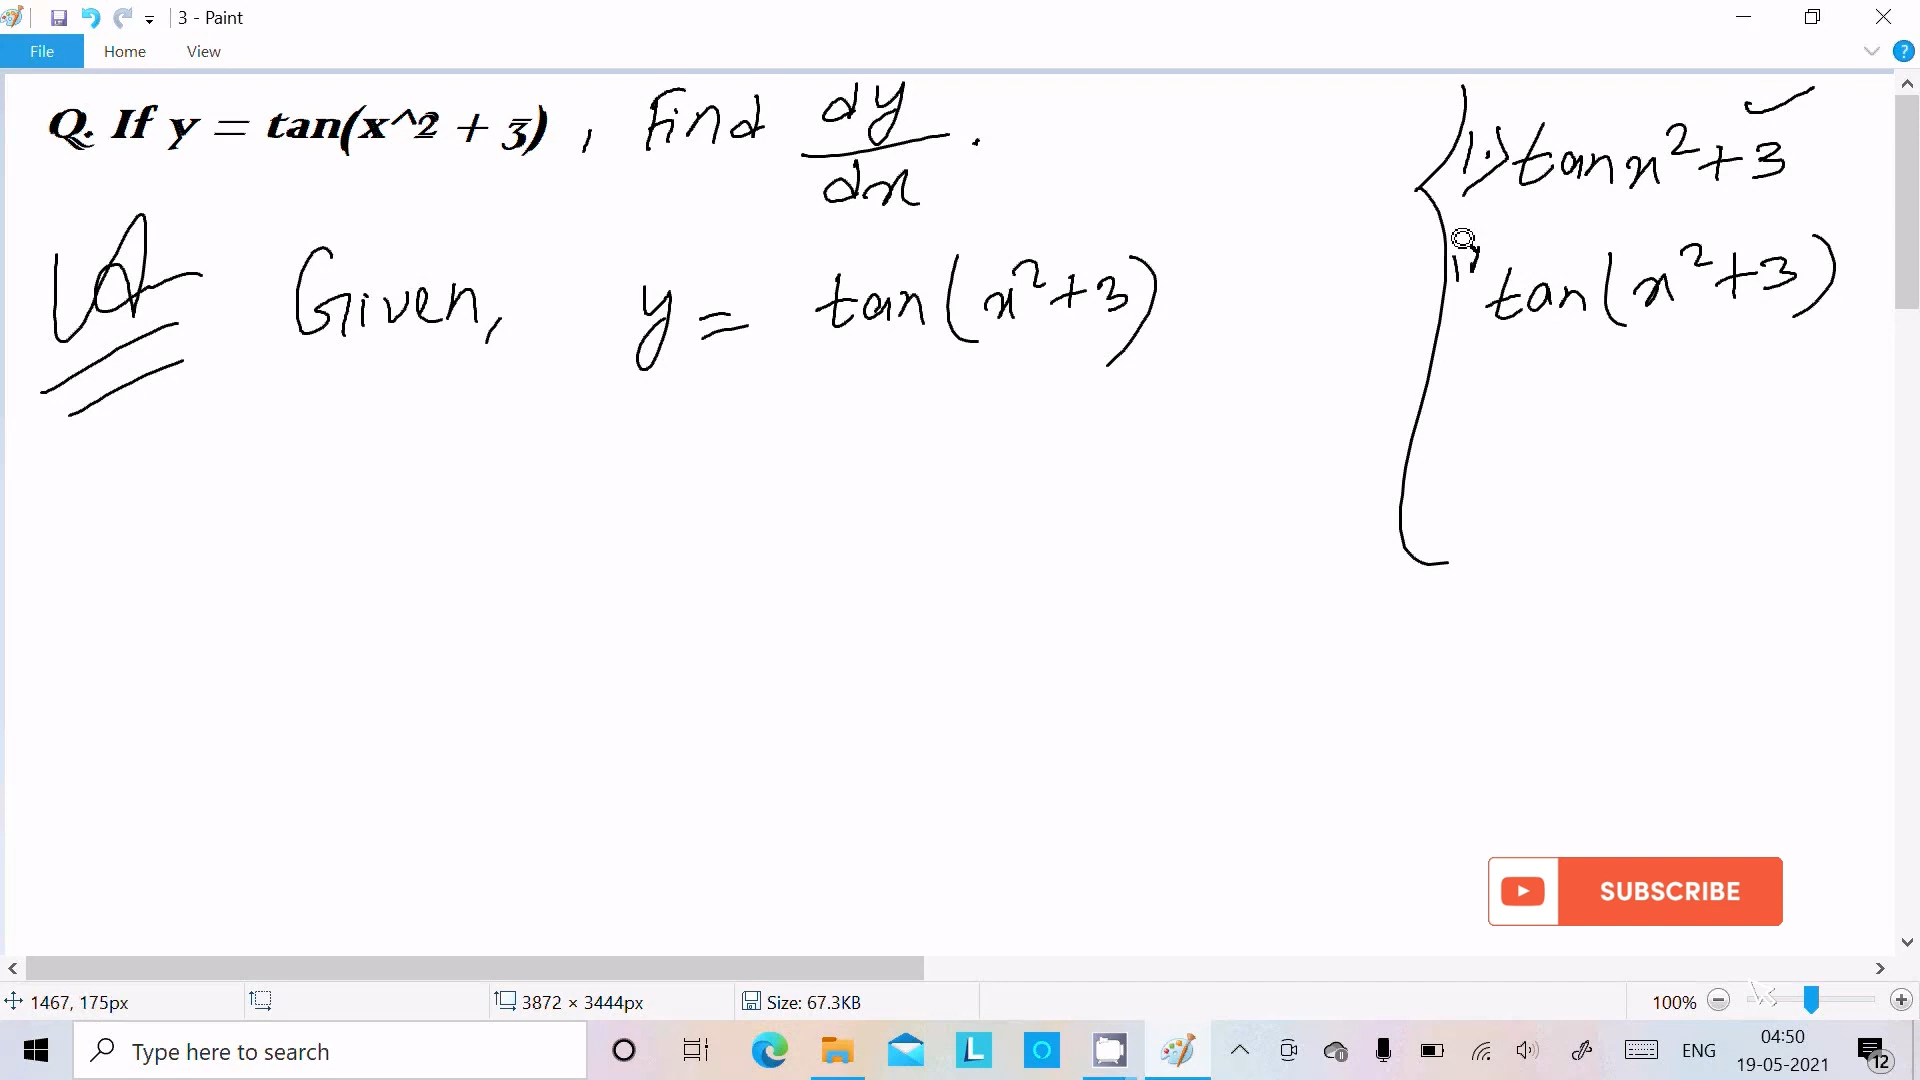 3 - Paint
File Home View
Q. If y = tan(x^2 + 3) , Find dy/dx .
1.) tan x² + 3
Given, y = tan(x²+3)
tan(x²+3)
SUBSCRIBE
1467, 175px 3872 × 3444px Size: 67.3KB 100%
Type here to search ENG 04:50
19-05-2021 12